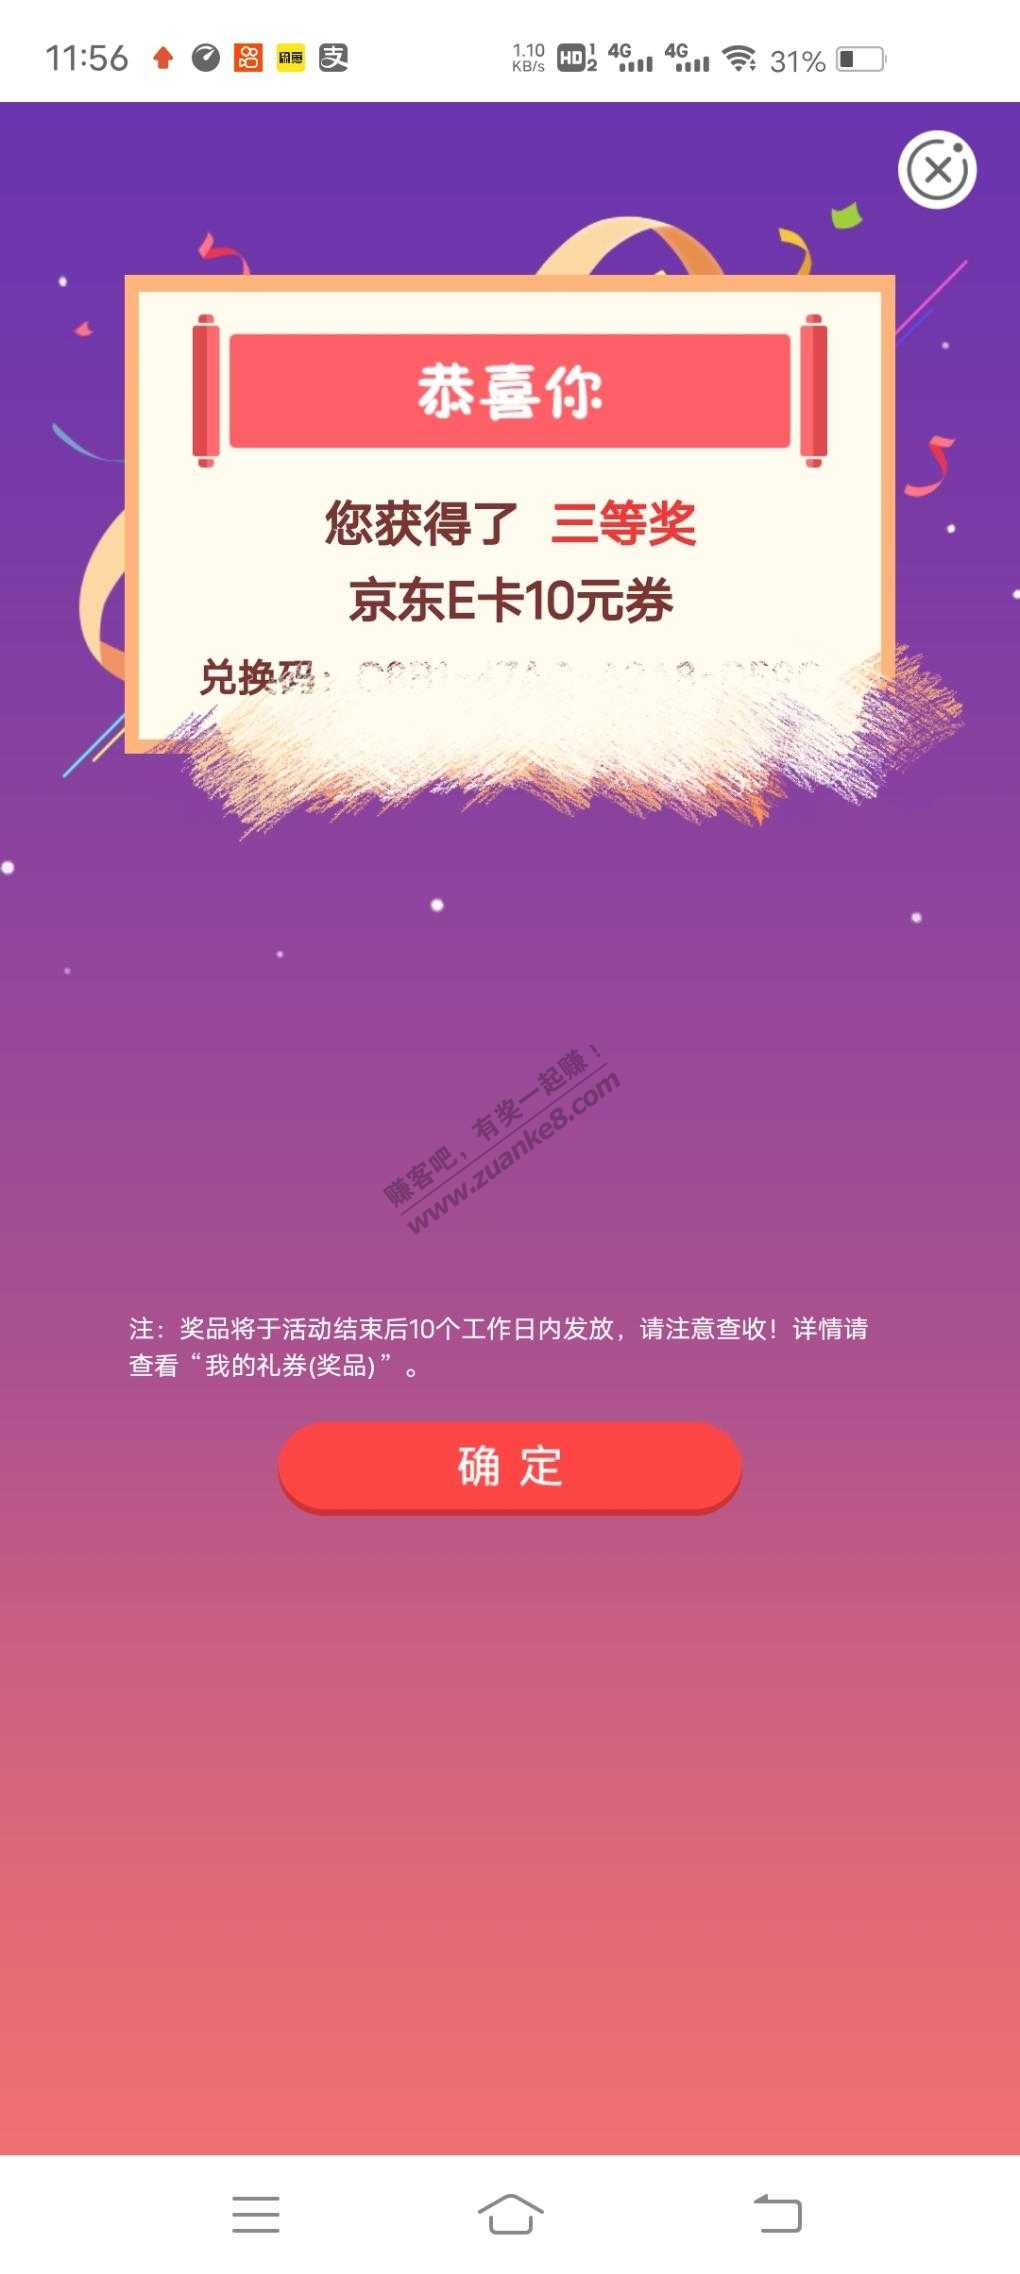 11:56
1.10
KB/s
HD 1 2
4G
4G
31%
恭喜你
您获得了 三等奖
京东E卡10元券
兑换码：
赚客吧，有奖一起赚！
www.zuanke8.com
注：奖品将于活动结束后10个工作日内发放，请注意查收！详情请
查看“我的礼券(奖品)”。
确 定